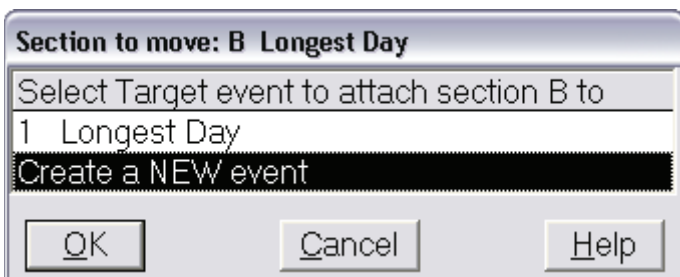 Section to move: B Longest Day
Select Target event to attach section B to
1 Longest Day
Create a NEW event
OK Cancel Help